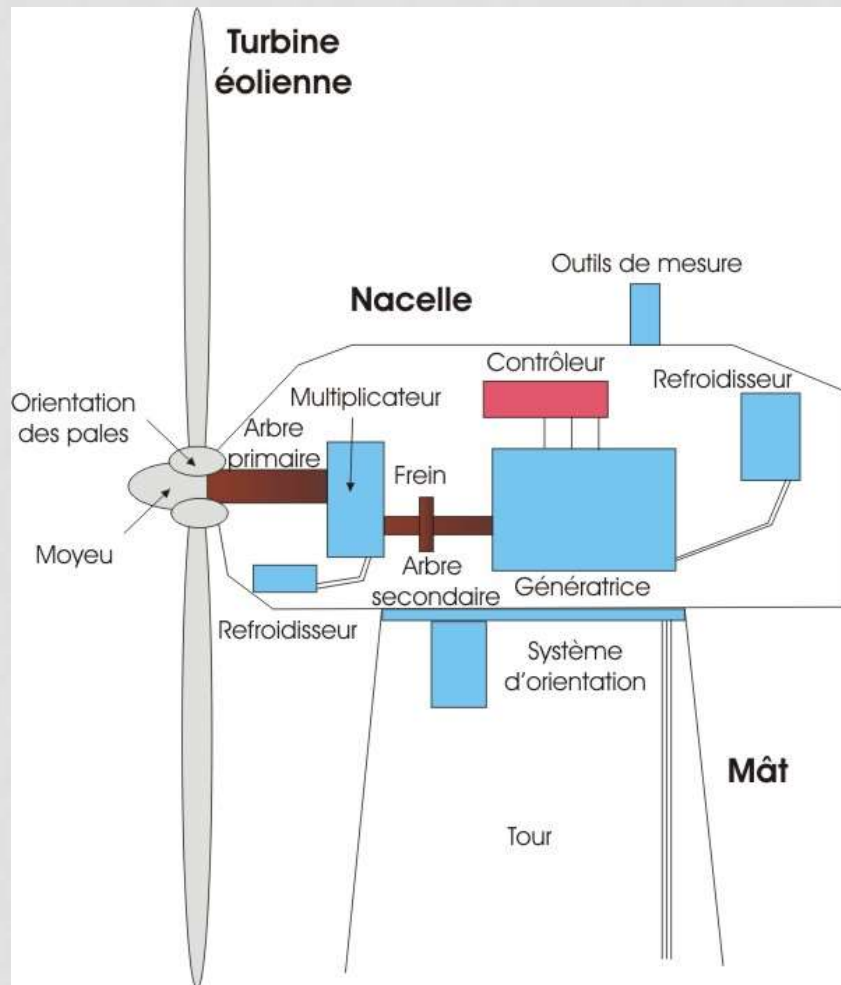 Turbine
éolienne
Outils de mesure
Nacelle
Contrôleur
Refroidisseur
Orientation
des pales
Multiplicateur
Arbre
primaire
Frein
Moyeu
Arbre
secondaire
Génératrice
Refroidisseur
Système
d'orientation
Mât
Tour